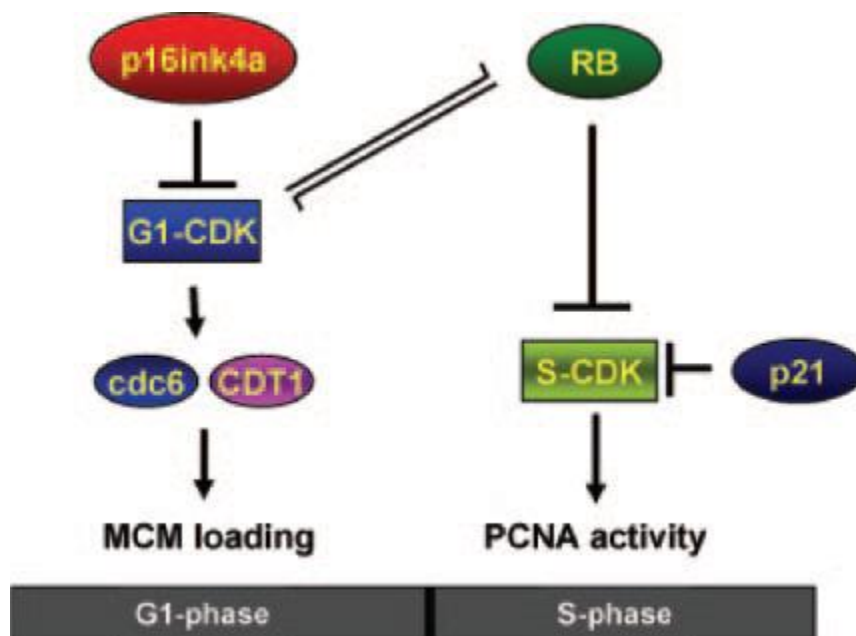 p16ink4a
RB
G1-CDK
cdc6
CDT1
S-CDK
p21
MCM loading
PCNA activity
G1-phase
S-phase